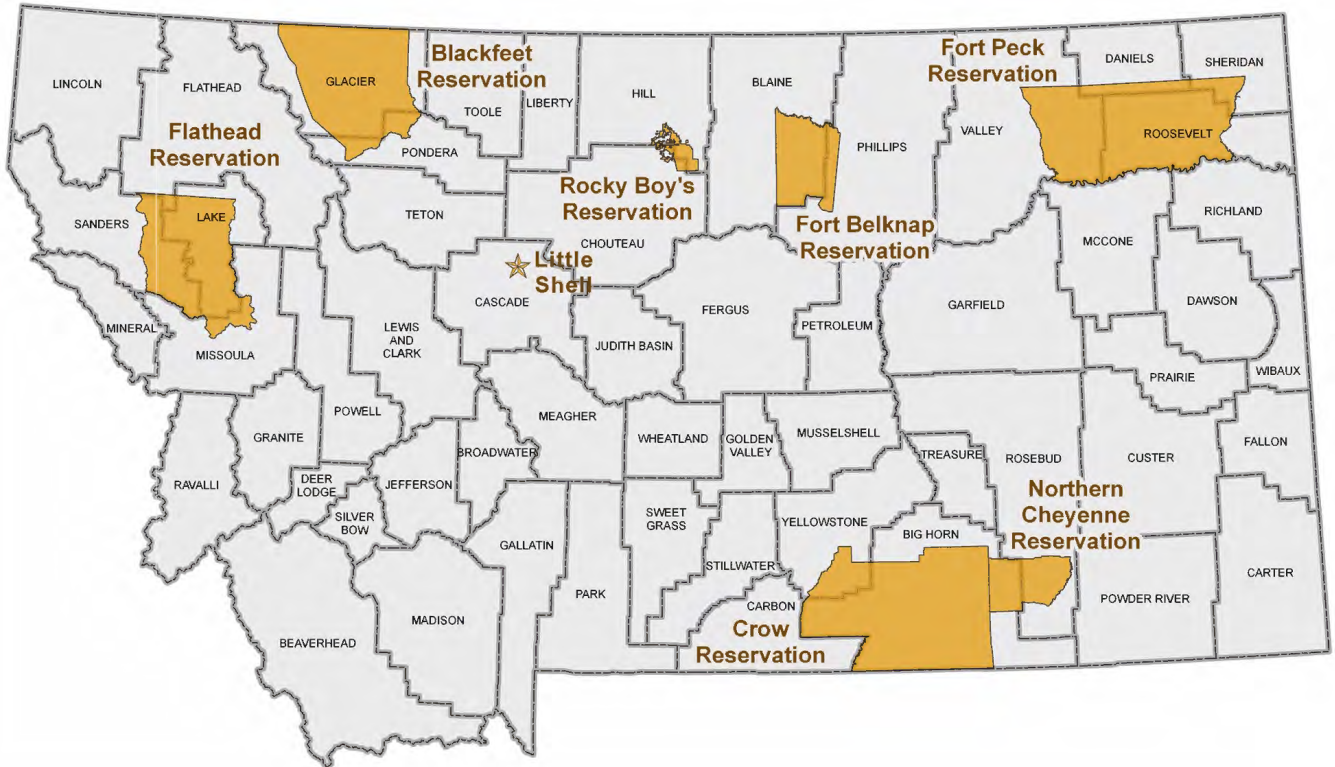 LINCOLN
FLATHEAD
GLACIER
Blackfeet
Reservation
TOOLE
LIBERTY
HILL
BLAINE
Fort Peck
Reservation
DANIELS
SHERIDAN
Flathead
Reservation
PONDERA
PHILLIPS
VALLEY
ROOSEVELT
SANDERS
LAKE
TETON
Rocky Boy's
Reservation
CHOUTEAU
Fort Belknap
Reservation
MCCONE
RICHLAND
Little
Shell
CASCADE
MINERAL
MISSOULA
LEWIS
AND
CLARK
JUDITH BASIN
FERGUS
PETROLEUM
GARFIELD
DAWSON
WIBAUX
PRAIRIE
RAVALLI
GRANITE
POWELL
MEAGHER
BROADWATER
WHEATLAND
GOLDEN
VALLEY
MUSSELSHELL
TREASURE
ROSEBUD
CUSTER
FALLON
DEER
LODGE
JEFFERSON
SILVER
BOW
GALLATIN
SWEET
GRASS
YELLOWSTONE
BIG HORN
Northern
Cheyenne
Reservation
STILLWATER
PARK
CARBON
POWDER RIVER
CARTER
BEAVERHEAD
MADISON
Crow
Reservation